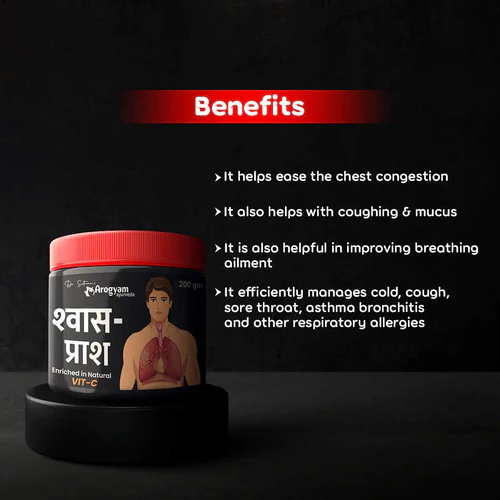 Benefits
➤It helps ease the chest congestion
➤It also helps with coughing & mucus
➤It is also helpful in improving breathing
ailment
➤It efficiently manages cold, cough,
sore throat, asthma bronchitis
and other respiratory allergies
Arogyam
ayurveda
200 gm
श्वास-
प्राश
Enriched in Natural
VIT-C